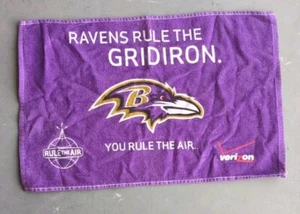 RAVENS RULE THE
GRIDIRON.
B
YOU RULE THE AIR.
RULE THE AIR
verizon